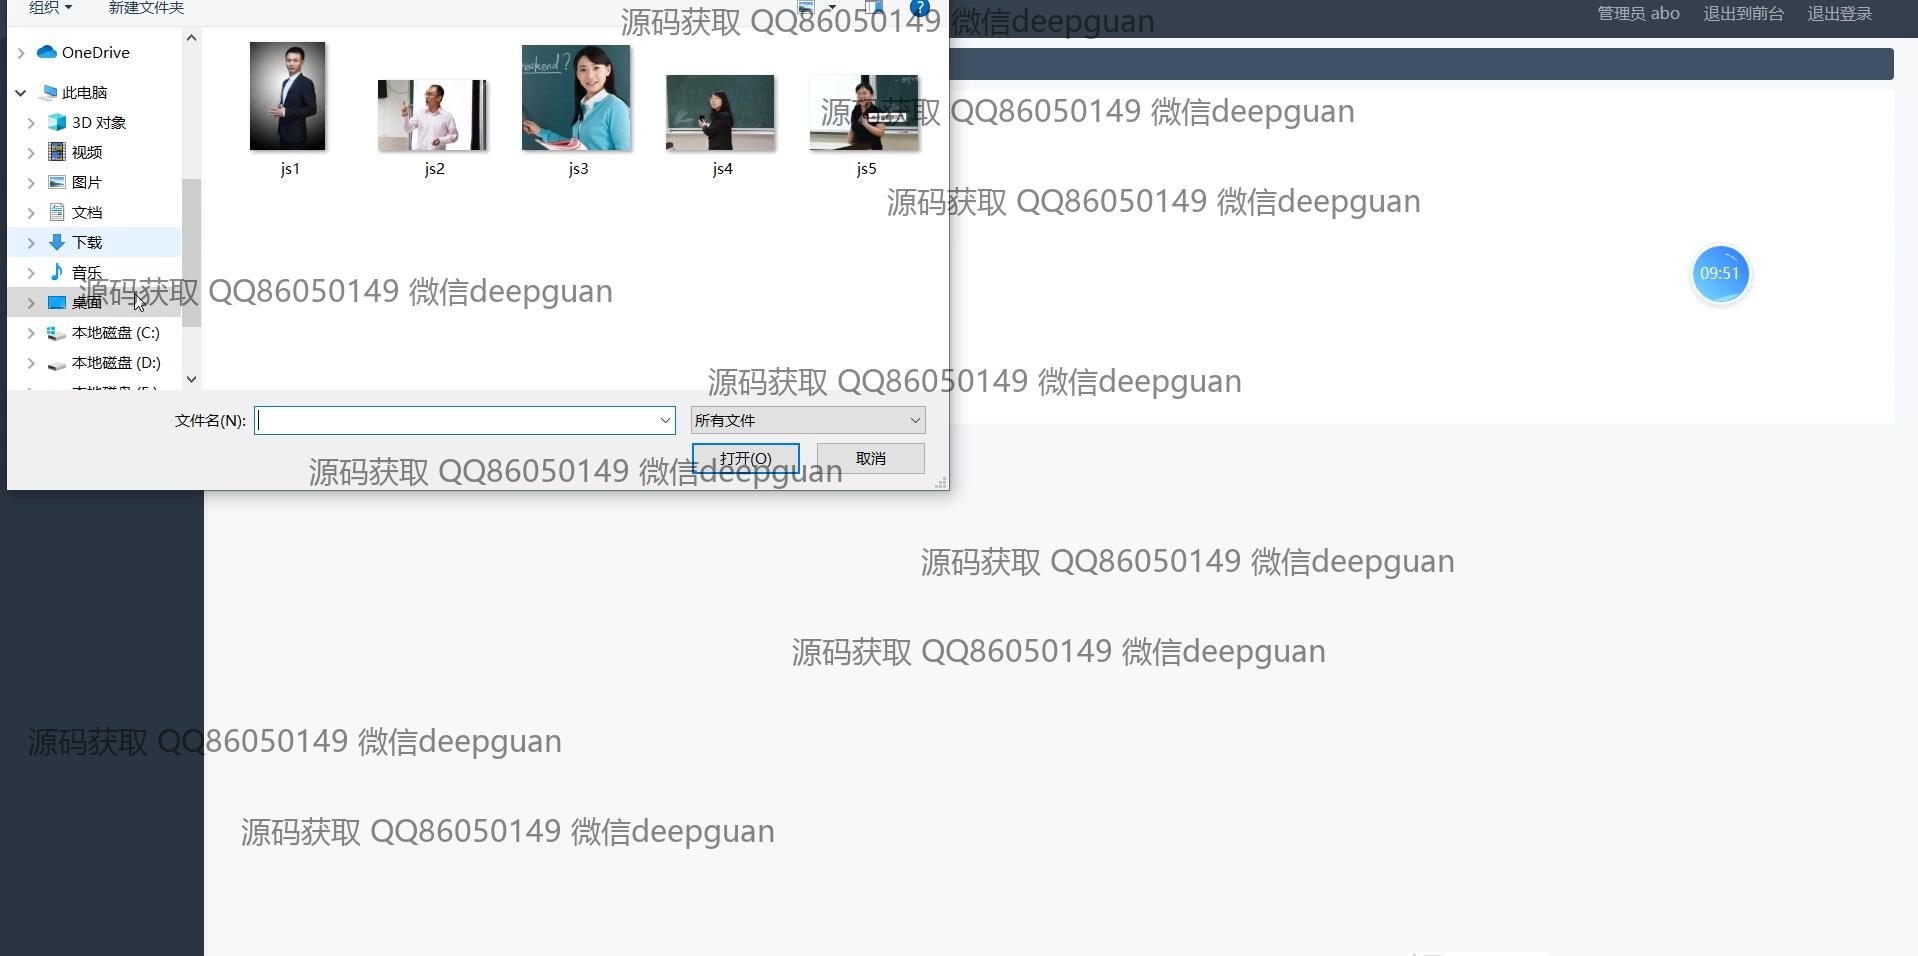 组织
新建文件夹
管理员 abo
退出到前台
退出登录
源码获取 QQ86050149 微信deepguan
OneDrive
此电脑
3D 对象
视频
图片
文档
下载
音乐
桌面
本地磁盘 (C:)
本地磁盘 (D:)
weekend?
js1
js2
js3
js4
js5
源码获取 QQ86050149 微信deepguan
源码获取 QQ86050149 微信deepguan
09:51
源码获取 QQ86050149 微信deepguan
源码获取 QQ86050149 微信deepguan
文件名(N):
所有文件
打开(O)
取消
源码获取 QQ86050149 微信deepguan
源码获取 QQ86050149 微信deepguan
源码获取 QQ86050149 微信deepguan
源码获取 QQ86050149 微信deepguan
源码获取 QQ86050149 微信deepguan